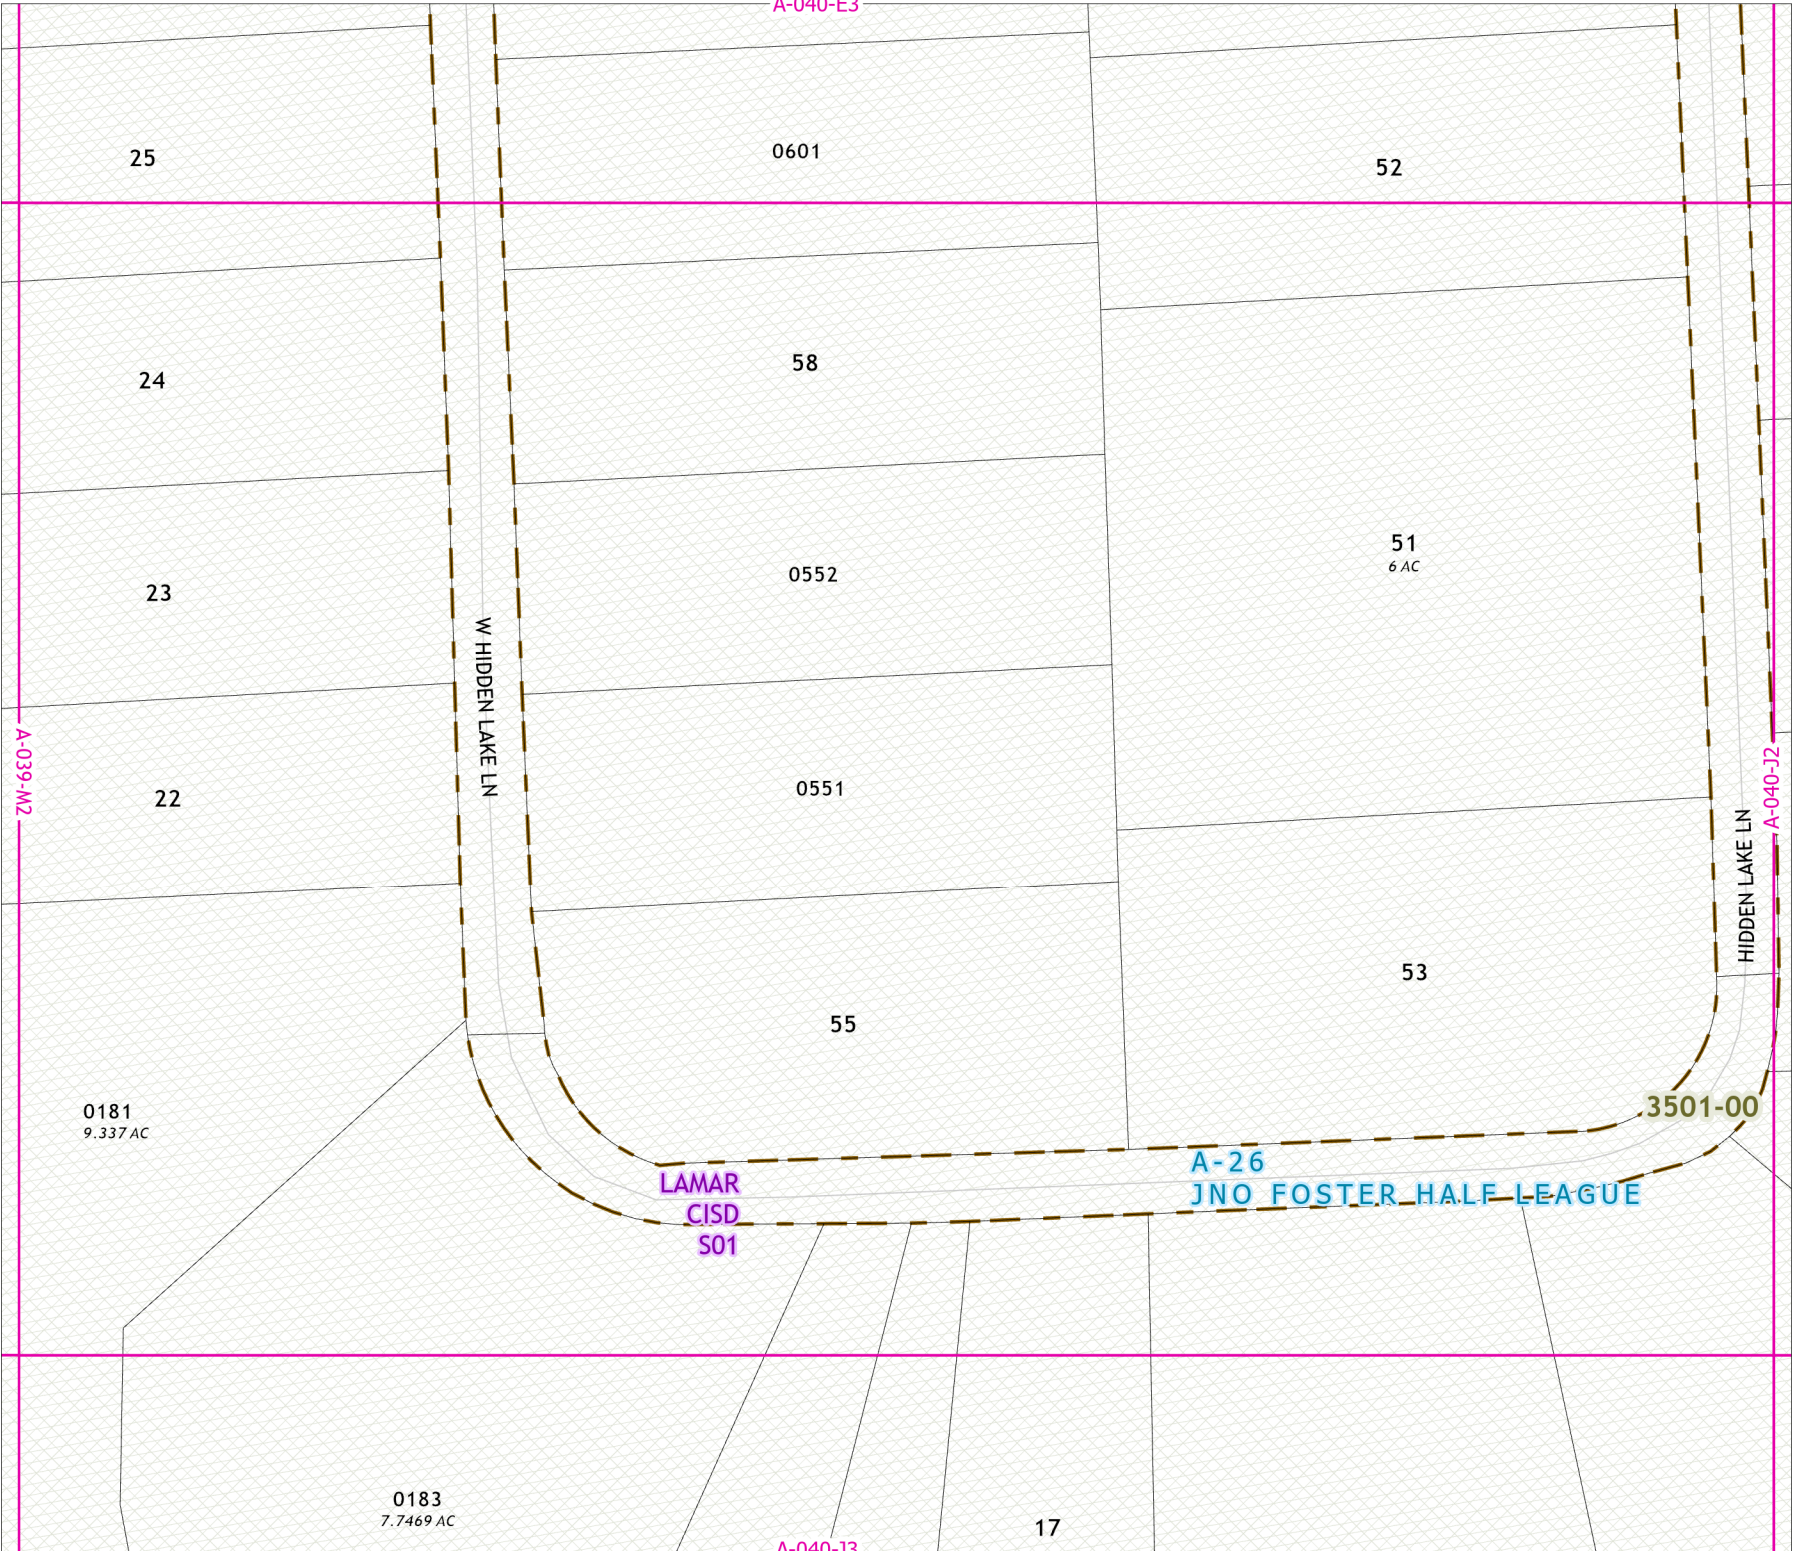 A-040-E3
25
0601
52
24
58
51
6 AC
0552
23
W HIDDEN LAKE LN
A-039-M2
22
0551
A-040-J2
HIDDEN LAKE LN
53
55
0181
9.337 AC
3501-00
A-26
JNO FOSTER HALF LEAGUE
LAMAR
CISD
S01
0183
7.7469 AC
17
A-040-J3